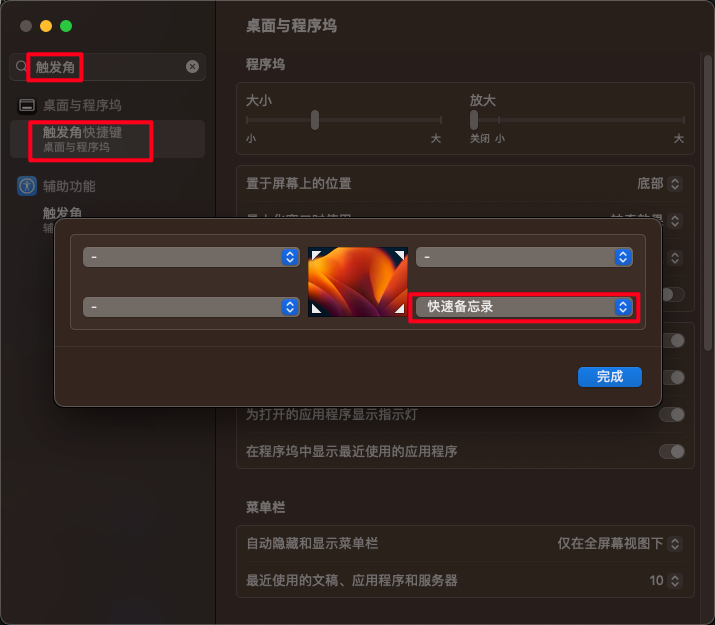 触发角
桌面与程序坞
触发角快捷键
桌面与程序坞
辅助功能
触发角
桌面与程序坞
程序坞
大小
放大
小
大
关闭
小
大
置于屏幕上的位置
底部
-
-
-
快速备忘录
完成
为打开的应用程序显示指示灯
在程序坞中显示最近使用的应用程序
菜单栏
自动隐藏和显示菜单栏
仅在全屏幕视图下
最近使用的文稿、应用程序和服务器
10